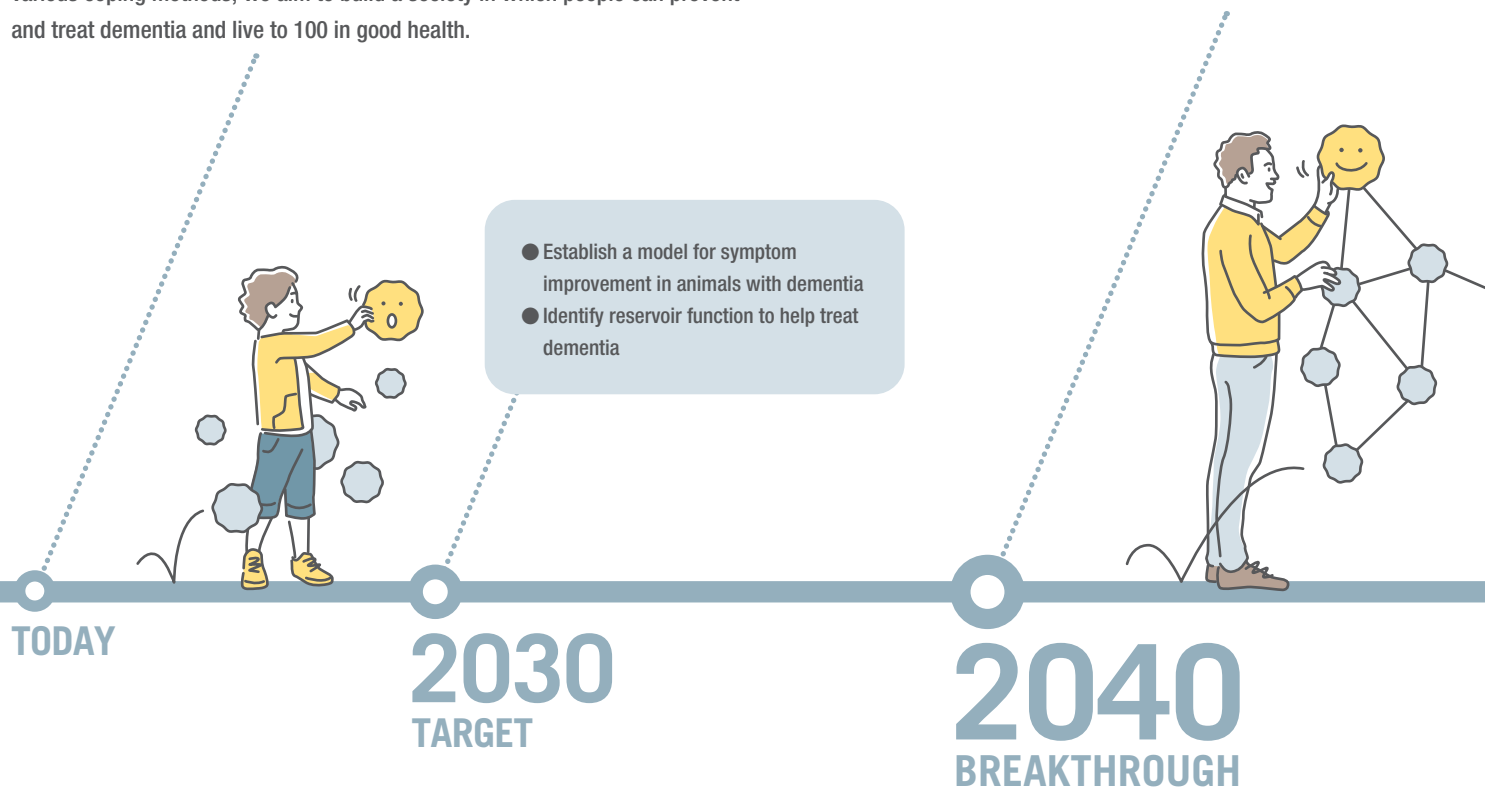 and treat dementia and live to 100 in good health.
● Establish a model for symptom
improvement in animals with dementia
● Identify reservoir function to help treat
dementia
TODAY
2030
TARGET
2040
BREAKTHROUGH